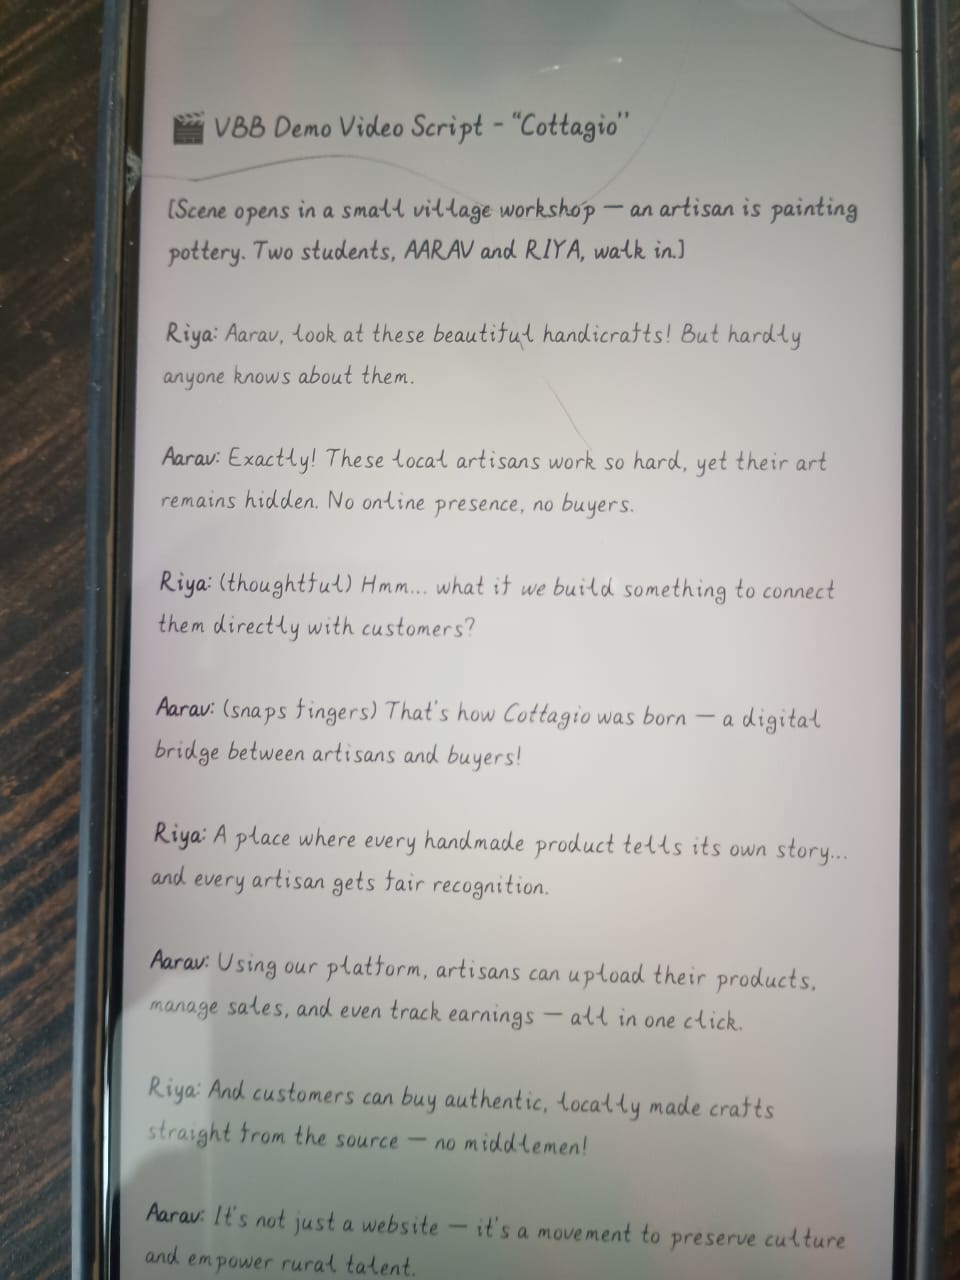 🎬 VBB Demo Video Script - "Cottagio"
[Scene opens in a small village workshop — an artisan is painting
pottery. Two students, AARAV and RIYA, walk in.]
Riya: Aarav, look at these beautiful handicrafts! But hardly
anyone knows about them.
Aarav: Exactly! These local artisans work so hard, yet their art
remains hidden. No online presence, no buyers.
Riya: (thoughtful) Hmm... what if we build something to connect
them directly with customers?
Aarav: (snaps fingers) That's how Cottagio was born — a digital
bridge between artisans and buyers!
Riya: A place where every handmade product tells its own story...
and every artisan gets fair recognition.
Aarav: Using our platform, artisans can upload their products,
manage sales, and even track earnings — all in one click.
Riya: And customers can buy authentic, locally made crafts
straight from the source — no middlemen!
Aarav: It's not just a website — it's a movement to preserve culture
and empower rural talent.